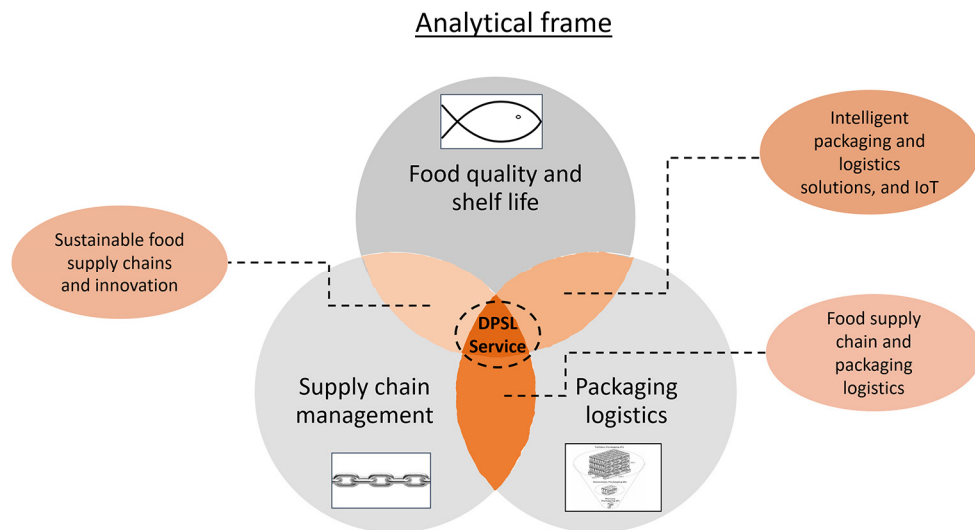 Analytical frame
Food quality and
shelf life
Intelligent
packaging and
logistics
solutions, and IoT
Sustainable food
supply chains
and innovation
DPSL
Service
Food supply
chain and
packaging
logistics
Supply chain
management
Packaging
logistics